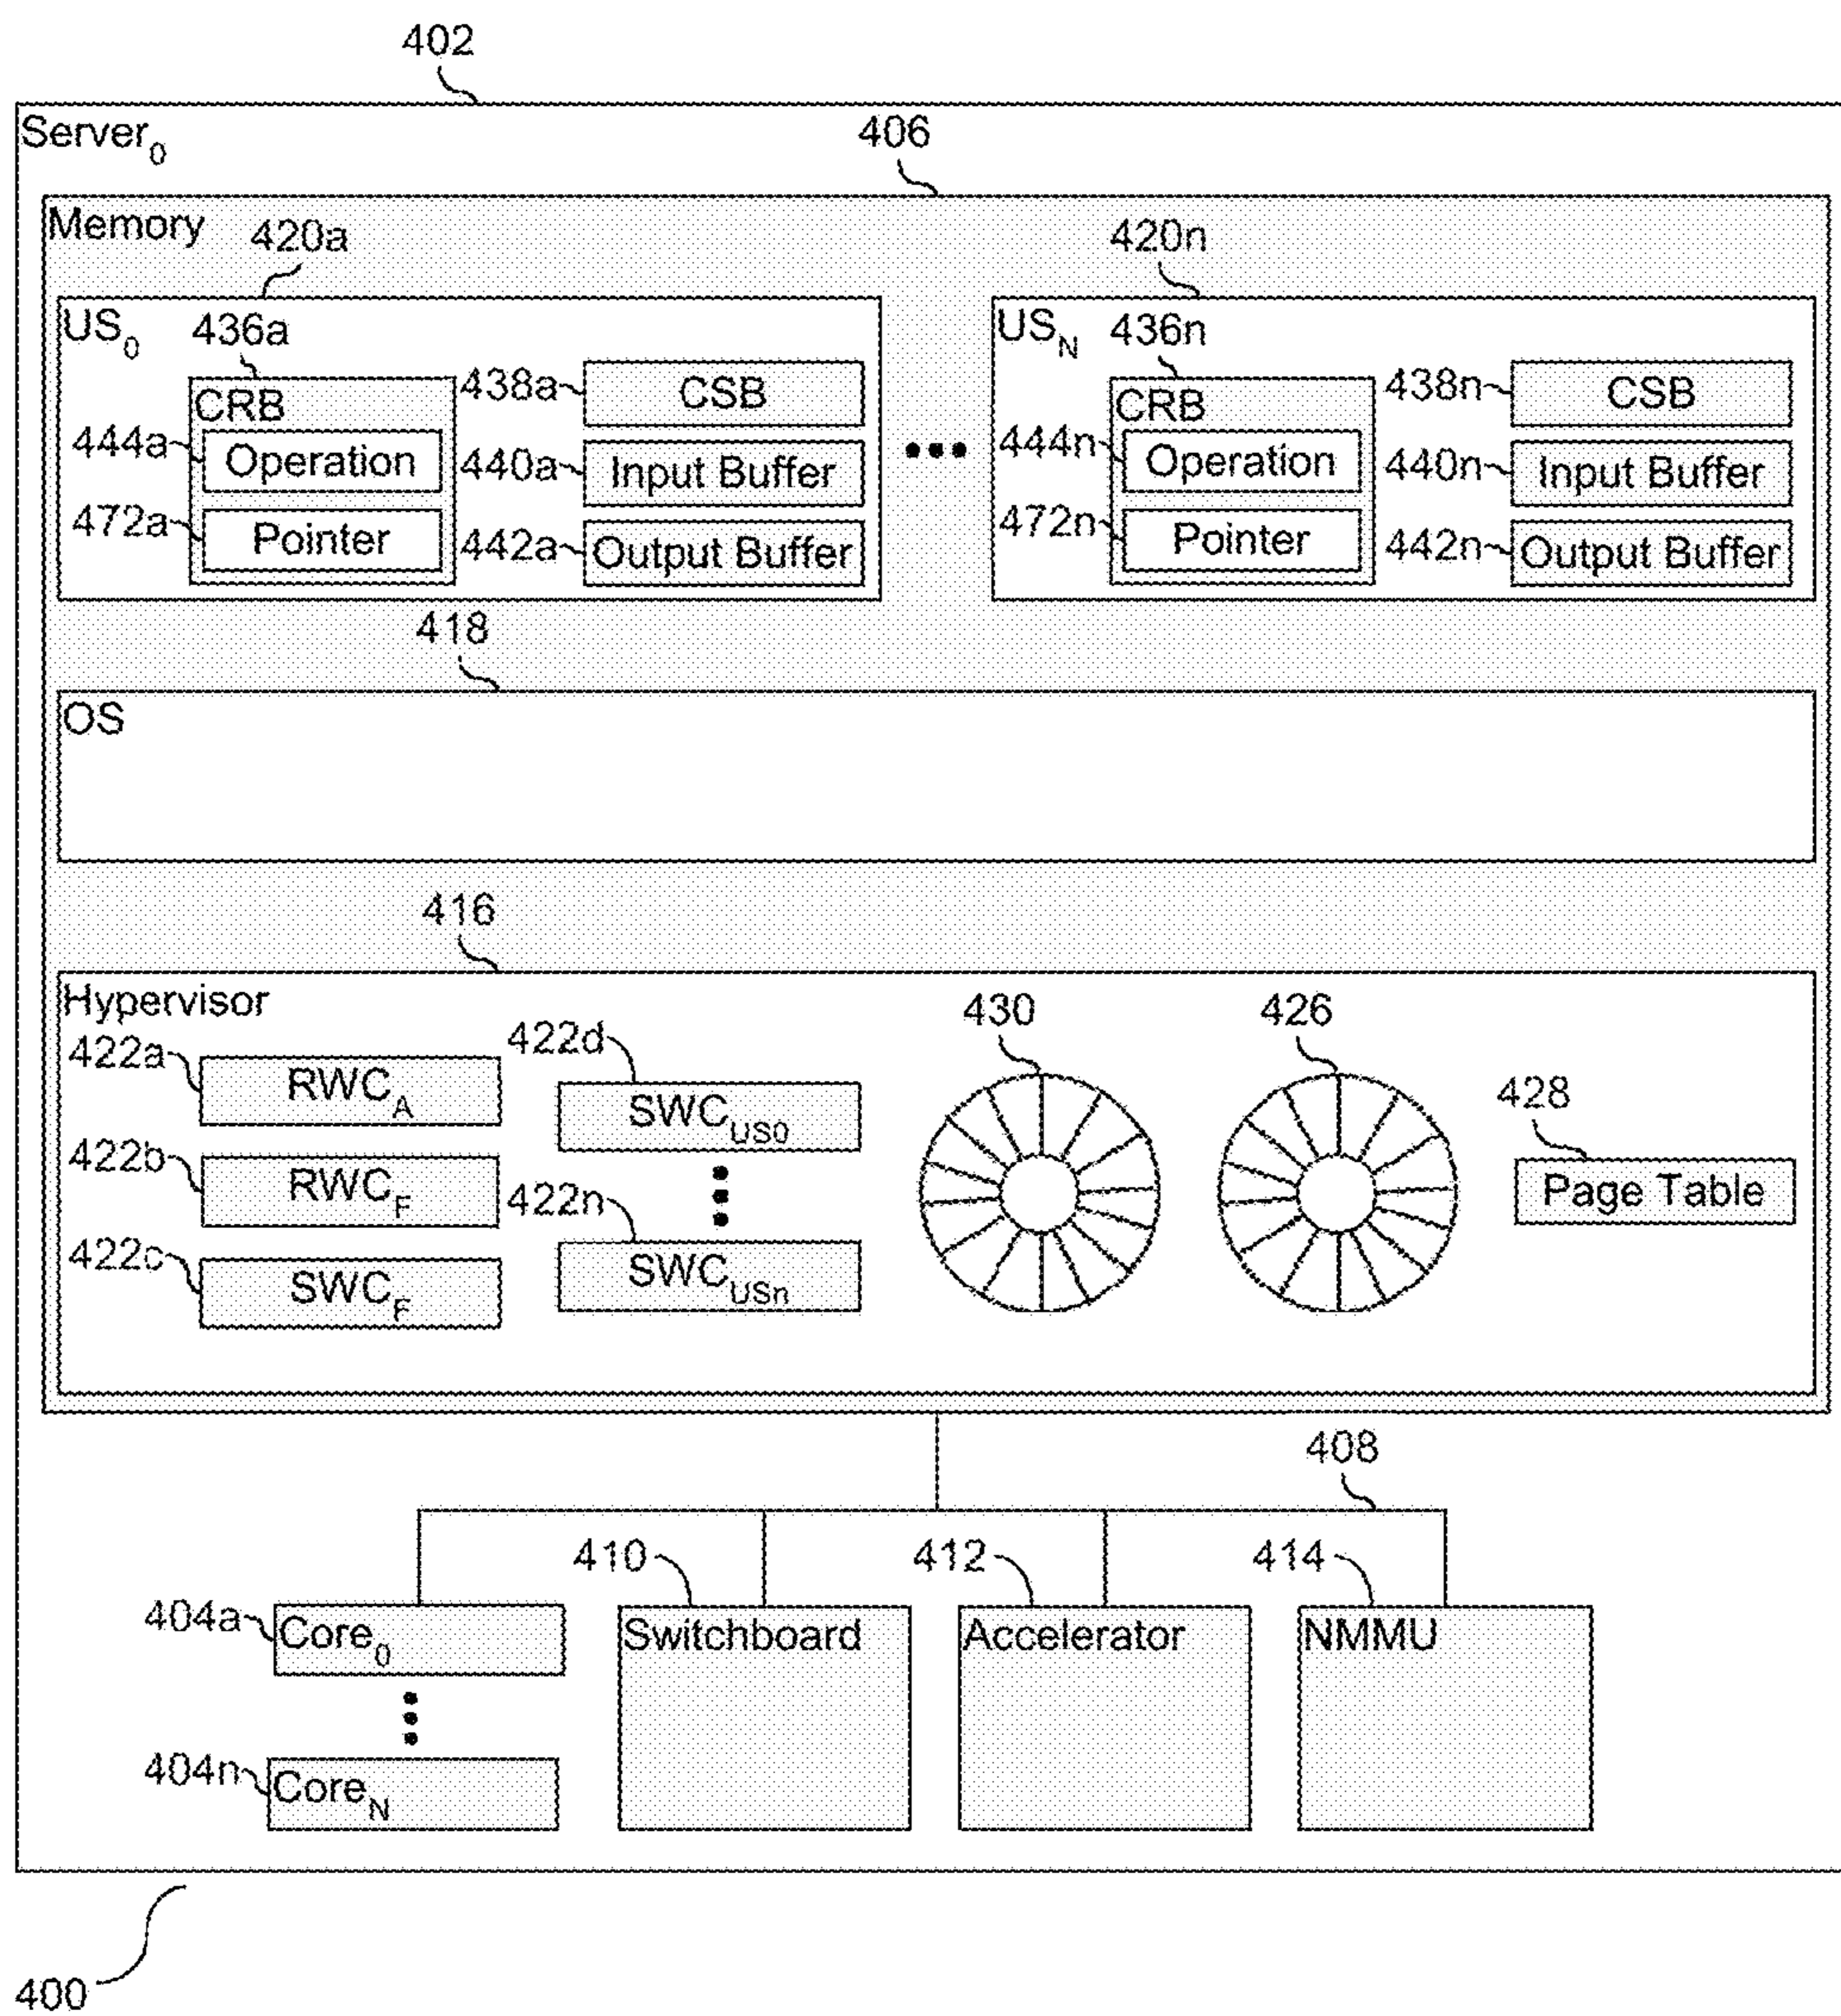 402
Server0
406
Memory
420a
420n
US0
436a
USN
436n
438a
CSB
438n
CSB
CRB
CRB
444a
Operation
440a
Input Buffer
444n
Operation
440n
Input Buffer
472a
Pointer
442a
Output Buffer
472n
Pointer
442n
Output Buffer
418
OS
416
Hypervisor
430
426
422a
RWCA
422d
SWCUS0
428
422b
RWCF
422n
Page Table
422c
SWCF
SWCUSn
408
410
412
414
404a
Core0
Switchboard
Accelerator
NMMU
404n
CoreN
400